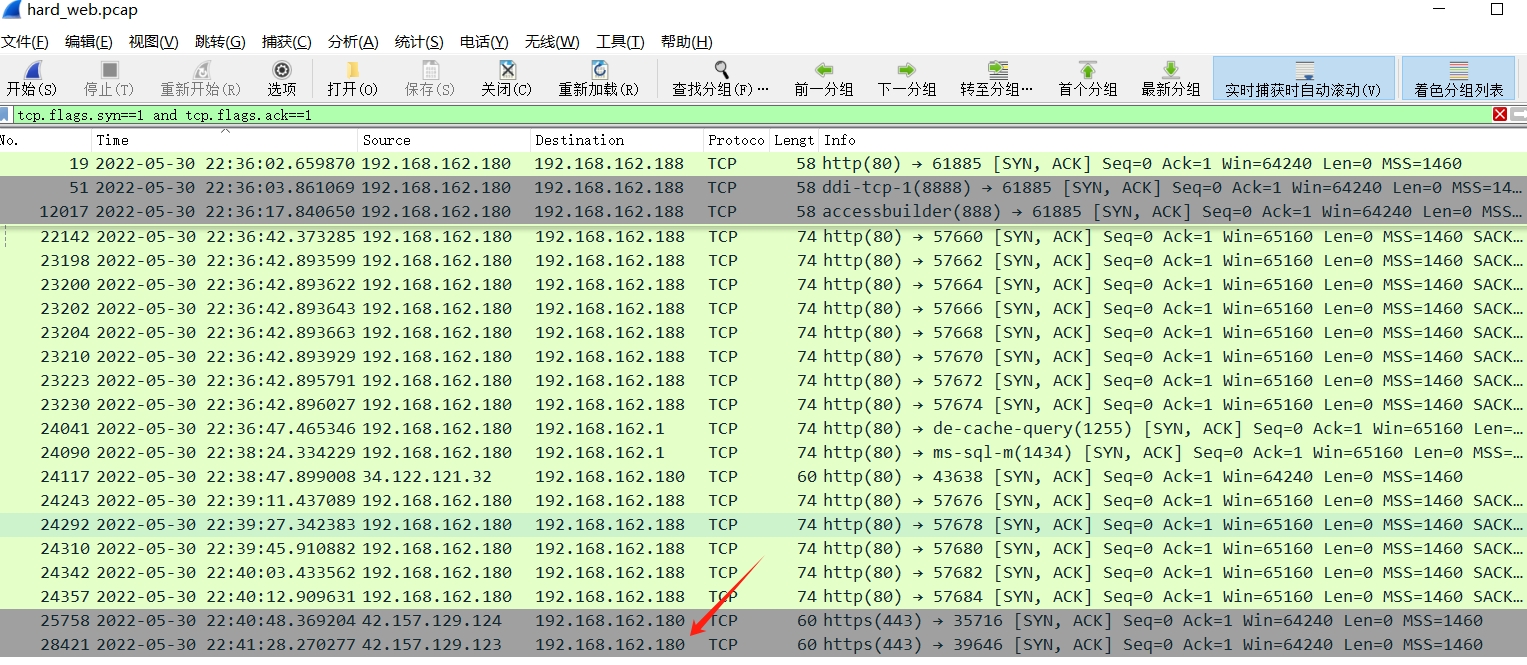 hard_web.pcap
文件(F) 编辑(E) 视图(V) 跳转(G) 捕获(C) 分析(A) 统计(S) 电话(Y) 无线(W) 工具(T) 帮助(H)
开始(S) 停止(T) 重新开始(R) 选项 打开(O) 保存(S) 关闭(C) 重新加载(R) 查找分组(F)… 前一分组 下一分组 转至分组… 首个分组 最新分组 实时捕获时自动滚动(V) 着色分组列表
tcp.flags.syn==1 and tcp.flags.ack==1
No. Time Source Destination Protoco Lengt Info
19 2022-05-30 22:36:02.659870 192.168.162.180 192.168.162.188 TCP 58 http(80) → 61885 [SYN, ACK] Seq=0 Ack=1 Win=64240 Len=0 MSS=1460
51 2022-05-30 22:36:03.861069 192.168.162.180 192.168.162.188 TCP 58 ddi-tcp-1(8888) → 61885 [SYN, ACK] Seq=0 Ack=1 Win=64240 Len=0 MSS=14…
12017 2022-05-30 22:36:17.840650 192.168.162.180 192.168.162.188 TCP 58 accessbuilder(888) → 61885 [SYN, ACK] Seq=0 Ack=1 Win=64240 Len=0 MSS…
22142 2022-05-30 22:36:42.373285 192.168.162.180 192.168.162.188 TCP 74 http(80) → 57660 [SYN, ACK] Seq=0 Ack=1 Win=65160 Len=0 MSS=1460 SACK…
23198 2022-05-30 22:36:42.893599 192.168.162.180 192.168.162.188 TCP 74 http(80) → 57662 [SYN, ACK] Seq=0 Ack=1 Win=65160 Len=0 MSS=1460 SACK…
23200 2022-05-30 22:36:42.893622 192.168.162.180 192.168.162.188 TCP 74 http(80) → 57664 [SYN, ACK] Seq=0 Ack=1 Win=65160 Len=0 MSS=1460 SACK…
23202 2022-05-30 22:36:42.893643 192.168.162.180 192.168.162.188 TCP 74 http(80) → 57666 [SYN, ACK] Seq=0 Ack=1 Win=65160 Len=0 MSS=1460 SACK…
23204 2022-05-30 22:36:42.893663 192.168.162.180 192.168.162.188 TCP 74 http(80) → 57668 [SYN, ACK] Seq=0 Ack=1 Win=65160 Len=0 MSS=1460 SACK…
23210 2022-05-30 22:36:42.893929 192.168.162.180 192.168.162.188 TCP 74 http(80) → 57670 [SYN, ACK] Seq=0 Ack=1 Win=65160 Len=0 MSS=1460 SACK…
23223 2022-05-30 22:36:42.895791 192.168.162.180 192.168.162.188 TCP 74 http(80) → 57672 [SYN, ACK] Seq=0 Ack=1 Win=65160 Len=0 MSS=1460 SACK…
23230 2022-05-30 22:36:42.896027 192.168.162.180 192.168.162.188 TCP 74 http(80) → 57674 [SYN, ACK] Seq=0 Ack=1 Win=65160 Len=0 MSS=1460 SACK…
24041 2022-05-30 22:36:47.465346 192.168.162.180 192.168.162.1 TCP 74 http(80) → de-cache-query(1255) [SYN, ACK] Seq=0 Ack=1 Win=65160 Len=…
24090 2022-05-30 22:38:24.334229 192.168.162.180 192.168.162.1 TCP 74 http(80) → ms-sql-m(1434) [SYN, ACK] Seq=0 Ack=1 Win=65160 Len=0 MSS=…
24117 2022-05-30 22:38:47.899008 34.122.121.32 192.168.162.180 TCP 60 http(80) → 43638 [SYN, ACK] Seq=0 Ack=1 Win=64240 Len=0 MSS=1460
24243 2022-05-30 22:39:11.437089 192.168.162.180 192.168.162.188 TCP 74 http(80) → 57676 [SYN, ACK] Seq=0 Ack=1 Win=65160 Len=0 MSS=1460 SACK…
24292 2022-05-30 22:39:27.342383 192.168.162.180 192.168.162.188 TCP 74 http(80) → 57678 [SYN, ACK] Seq=0 Ack=1 Win=65160 Len=0 MSS=1460 SACK…
24310 2022-05-30 22:39:45.910882 192.168.162.180 192.168.162.188 TCP 74 http(80) → 57680 [SYN, ACK] Seq=0 Ack=1 Win=65160 Len=0 MSS=1460 SACK…
24342 2022-05-30 22:40:03.433562 192.168.162.180 192.168.162.188 TCP 74 http(80) → 57682 [SYN, ACK] Seq=0 Ack=1 Win=65160 Len=0 MSS=1460 SACK…
24357 2022-05-30 22:40:12.909631 192.168.162.180 192.168.162.188 TCP 74 http(80) → 57684 [SYN, ACK] Seq=0 Ack=1 Win=65160 Len=0 MSS=1460 SACK…
25758 2022-05-30 22:40:48.369204 42.157.129.124 192.168.162.180 TCP 60 https(443) → 35716 [SYN, ACK] Seq=0 Ack=1 Win=64240 Len=0 MSS=1460
28421 2022-05-30 22:41:28.270277 42.157.129.123 192.168.162.180 TCP 60 https(443) → 39646 [SYN, ACK] Seq=0 Ack=1 Win=64240 Len=0 MSS=1460